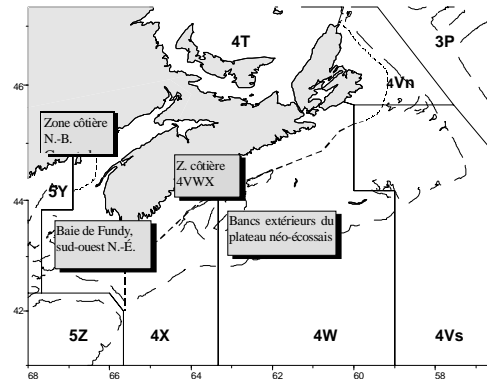 4T
3P
4Vn
46
Zone côtière
N.-B.
Z. côtière
4VWX
5Y
44
Baie de Fundy,
sud-ouest N.-É.
Bancs extérieurs du
plateau néo-écossais
42
5Z
4X
4W
4Vs
68
66
64
62
60
58